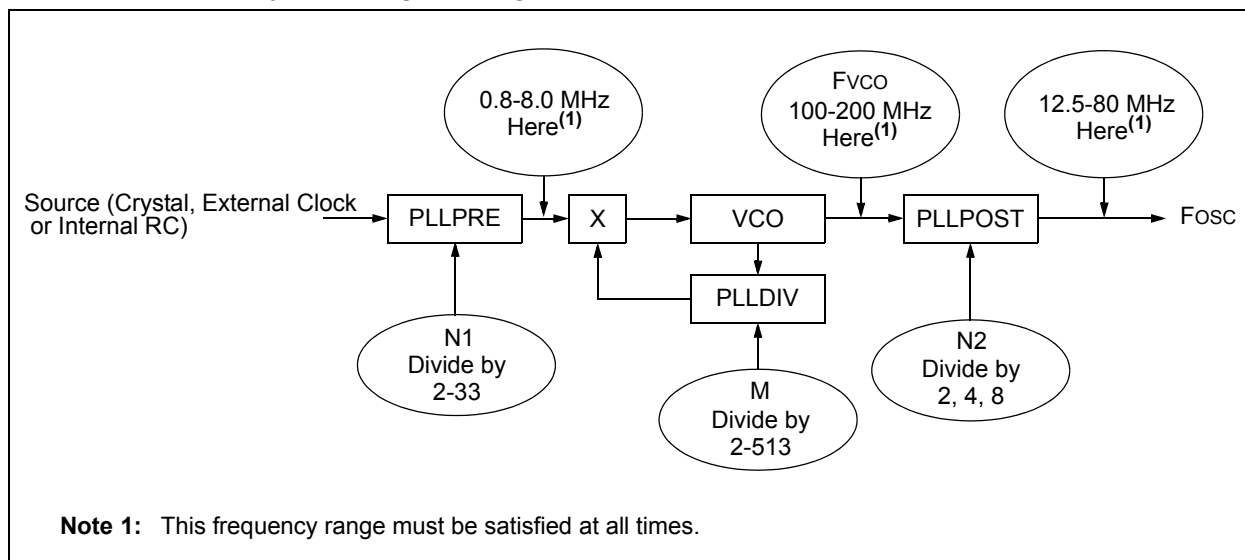 0.8-8.0 MHz
Here(1)
FVCO
100-200 MHz
Here(1)
12.5-80 MHz
Here(1)
Source (Crystal, External Clock
or Internal RC)
PLLPRE
X
VCO
PLLPOST
FOSC
PLLDIV
N1
Divide by
2-33
M
Divide by
2-513
N2
Divide by
2, 4, 8
Note 1: This frequency range must be satisfied at all times.